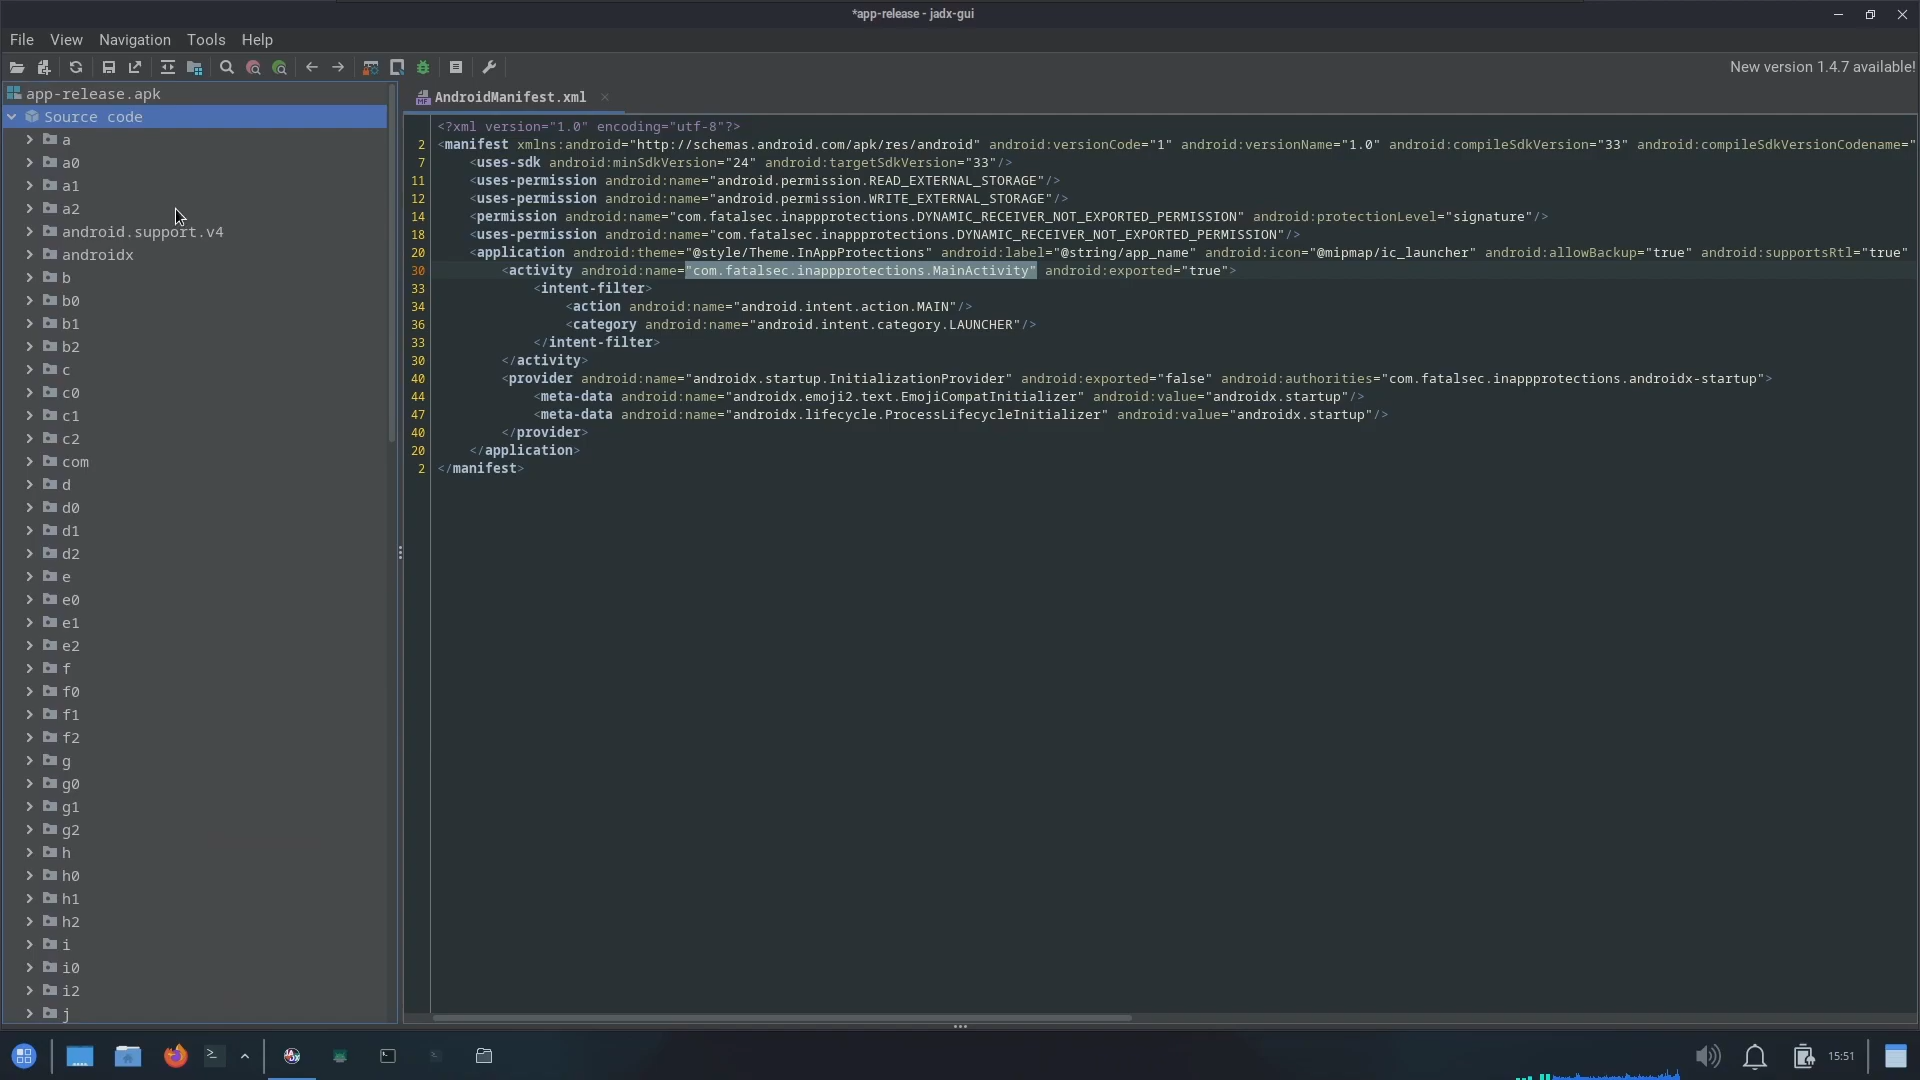 *app-release - jadx-gui
File View Navigation Tools Help
New version 1.4.7 available!
app-release.apk
Source code
a
a0
a1
a2
android.support.v4
androidx
b
b0
b1
b2
c
c0
c1
c2
com
d
d0
d1
d2
e
e0
e1
e2
f
f0
f1
f2
g
g0
g1
g2
h
h0
h1
h2
i
i0
i2
j
AndroidManifest.xml
<?xml version="1.0" encoding="utf-8"?>
2 <manifest xmlns:android="http://schemas.android.com/apk/res/android" android:versionCode="1" android:versionName="1.0" android:compileSdkVersion="33" android:compileSdkVersionCodename="
7 <uses-sdk android:minSdkVersion="24" android:targetSdkVersion="33"/>
11 <uses-permission android:name="android.permission.READ_EXTERNAL_STORAGE"/>
12 <uses-permission android:name="android.permission.WRITE_EXTERNAL_STORAGE"/>
14 <permission android:name="com.fatalsec.inappprotections.DYNAMIC_RECEIVER_NOT_EXPORTED_PERMISSION" android:protectionLevel="signature"/>
18 <uses-permission android:name="com.fatalsec.inappprotections.DYNAMIC_RECEIVER_NOT_EXPORTED_PERMISSION"/>
20 <application android:theme="@style/Theme.InAppProtections" android:label="@string/app_name" android:icon="@mipmap/ic_launcher" android:allowBackup="true" android:supportsRtl="true"
30 <activity android:name="com.fatalsec.inappprotections.MainActivity" android:exported="true">
33 <intent-filter>
34 <action android:name="android.intent.action.MAIN"/>
36 <category android:name="android.intent.category.LAUNCHER"/>
33 </intent-filter>
30 </activity>
40 <provider android:name="androidx.startup.InitializationProvider" android:exported="false" android:authorities="com.fatalsec.inappprotections.androidx-startup">
44 <meta-data android:name="androidx.emoji2.text.EmojiCompatInitializer" android:value="androidx.startup"/>
47 <meta-data android:name="androidx.lifecycle.ProcessLifecycleInitializer" android:value="androidx.startup"/>
40 </provider>
20 </application>
2 </manifest>
15:51